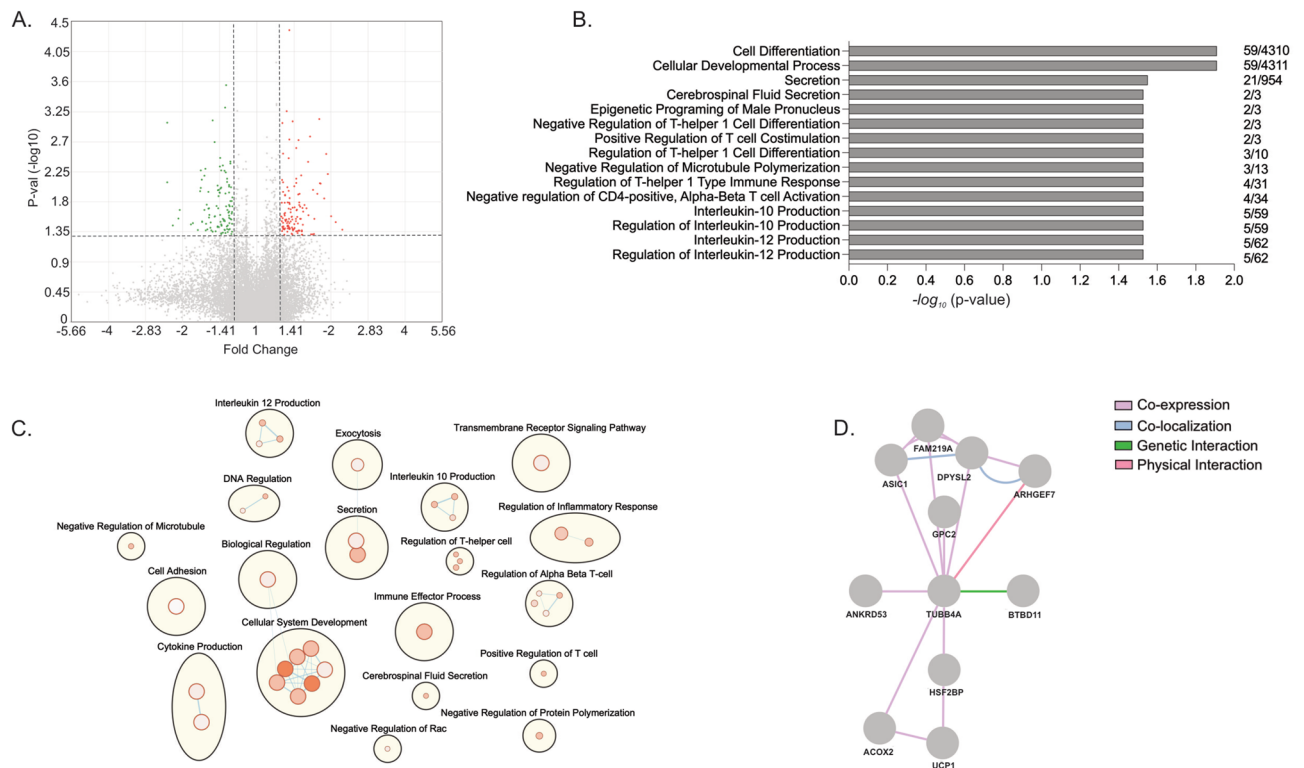 A.
4.5
4.05
3.6
3.25
2.7
2.25
1.8
1.35
0.9
0.45
0
P-val (-log10)
-5.66 -4 -2.83 -2 -1.41 1 1.41 -2 2.83 4 5.56
Fold Change
B.
Cell Differentiation 59/4310
Cellular Developmental Process 59/4311
Secretion 21/954
Cerebrospinal Fluid Secretion 2/3
Epigenetic Programing of Male Pronucleus 2/3
Negative Regulation of T-helper 1 Cell Differentiation 2/3
Positive Regulation of T cell Costimulation 2/3
Regulation of T-helper 1 Cell Differentiation 3/10
Negative Regulation of Microtubule Polymerization 3/13
Regulation of T-helper 1 Type Immune Response 4/31
Negative regulation of CD4-positive, Alpha-Beta T cell Activation 4/34
Interleukin-10 Production 5/59
Regulation of Interleukin-10 Production 5/59
Interleukin-12 Production 5/62
Regulation of Interleukin-12 Production 5/62
0.0 0.2 0.4 0.6 0.8 1.0 1.2 1.4 1.6 1.8 2.0
-log10 (p-value)
C.
Interleukin 12 Production
Exocytosis
Transmembrane Receptor Signaling Pathway
DNA Regulation
Interleukin 10 Production
Secretion
Regulation of Inflammatory Response
Negative Regulation of Microtubule
Biological Regulation
Regulation of T-helper cell
Cell Adhesion
Regulation of Alpha Beta T-cell
Immune Effector Process
Cellular System Development
Cytokine Production
Positive Regulation of T cell
Cerebrospinal Fluid Secretion
Negative Regulation of Protein Polymerization
Negative Regulation of Rac
D.
Co-expression
Co-localization
Genetic Interaction
Physical Interaction
FAM219A
ASIC1
DPYSL2
ARHGEF7
GPC2
ANKRD53
TUBB4A
BTBD11
HSF2BP
ACOX2
UCP1